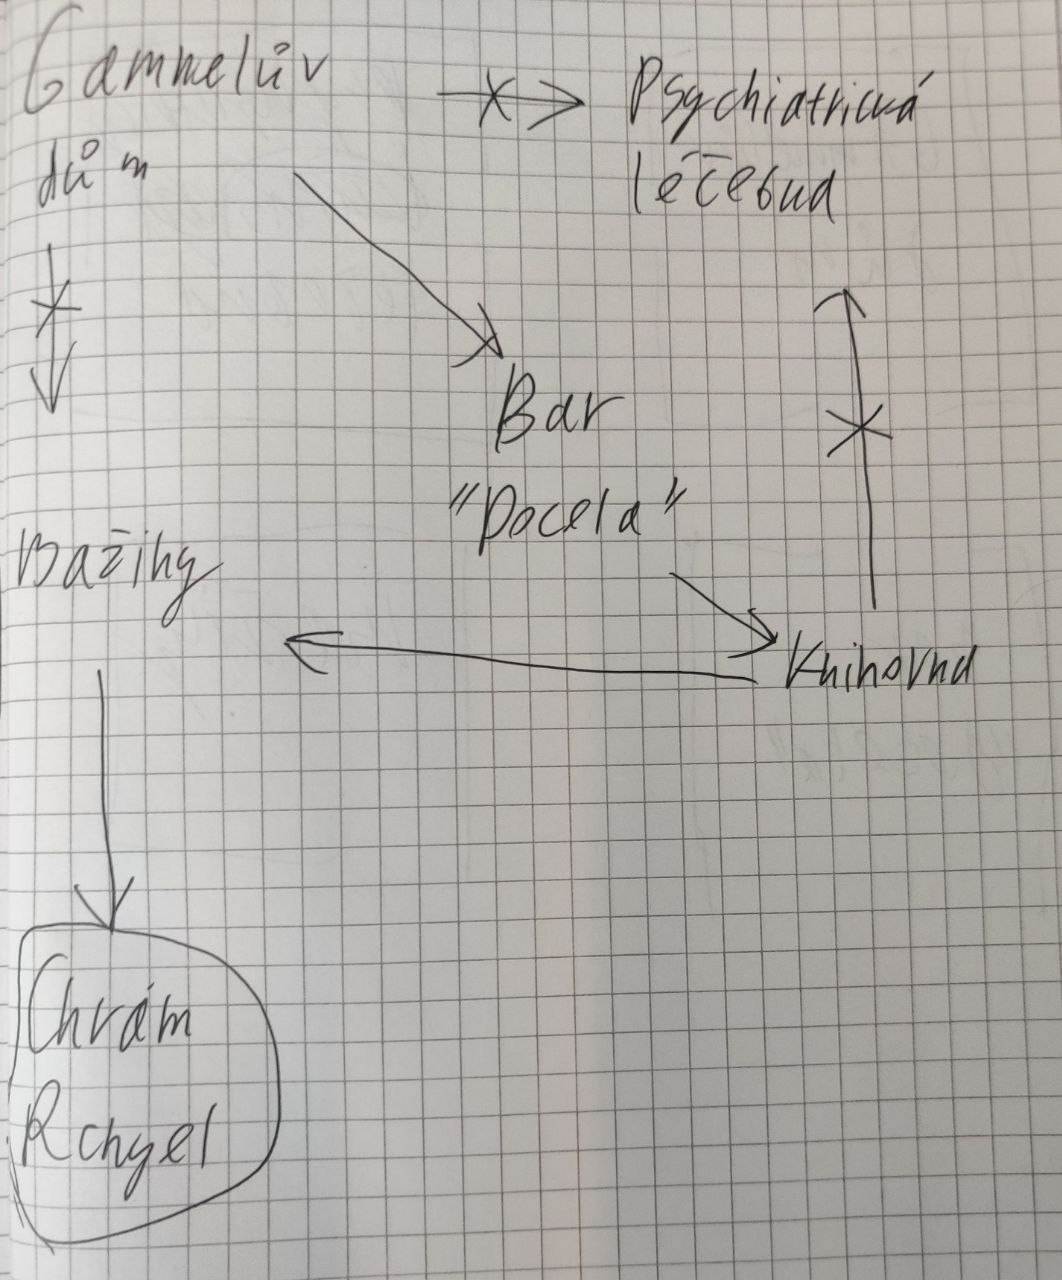 Gammelův
dům
Psychiatrická
léčebna
Bar
"Docela"
Bažiny
Knihovna
Chrám
Rchyel